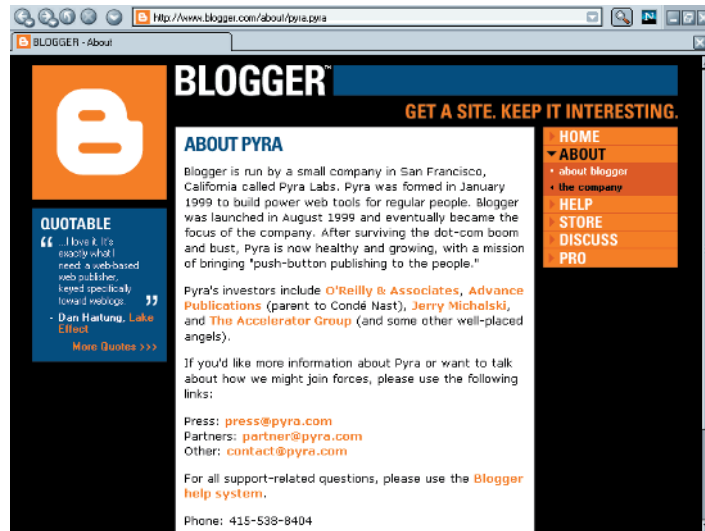 http://www.blogger.com/about/pyra.pyra
BLOGGER - About
BLOGGER™
GET A SITE. KEEP IT INTERESTING.
ABOUT PYRA
Blogger is run by a small company in San Francisco,
California called Pyra Labs. Pyra was formed in January
1999 to build power web tools for regular people. Blogger
was launched in August 1999 and eventually became the
focus of the company. After surviving the dot-com boom
and bust, Pyra is now healthy and growing, with a mission
of bringing "push-button publishing to the people."
Pyra's investors include O'Reilly & Associates, Advance
Publications (parent to Condé Nast), Jerry Michalski,
and The Accelerator Group (and some other well-placed
angels).
If you'd like more information about Pyra or want to talk
about how we might join forces, please use the following
links:
Press: press@pyra.com
Partners: partner@pyra.com
Other: contact@pyra.com
For all support-related questions, please use the Blogger
help system.
Phone: 415-538-8404
QUOTABLE
“ ...I love it. It's
exactly what I
need: a web-based
web publisher,
keyed specifically
toward weblogs. ”
- Dan Hartung, Lake
Effect
More Quotes >>>
HOME
ABOUT
• about blogger
the company
HELP
STORE
DISCUSS
PRO